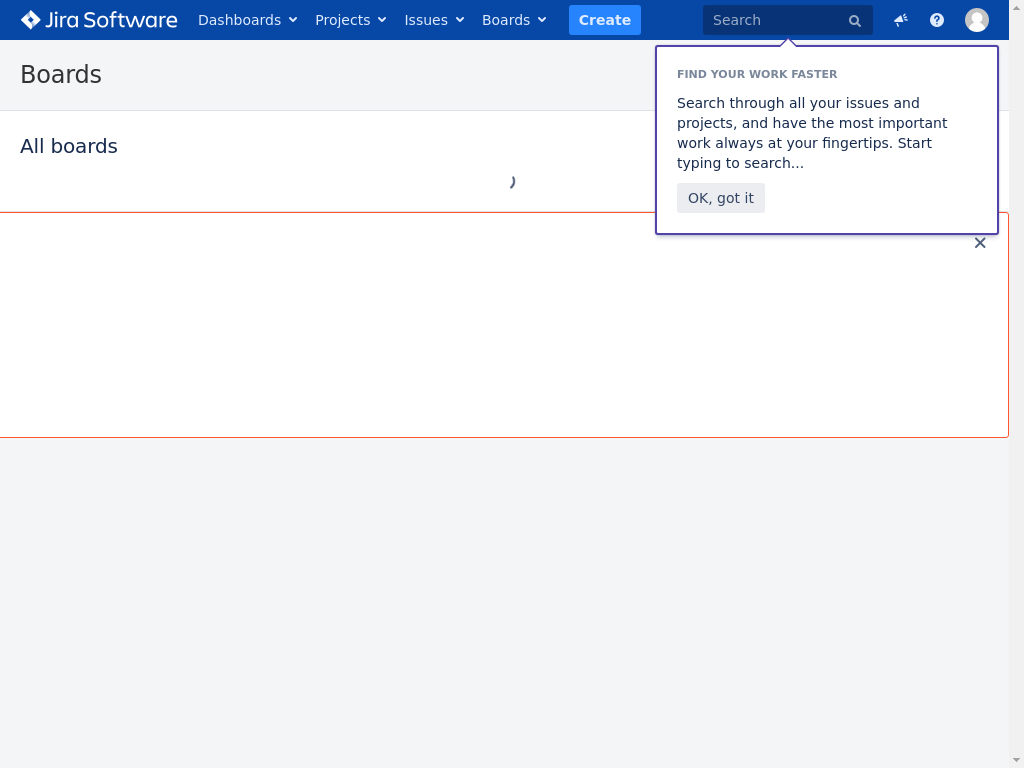 Jira Software Dashboards Projects Issues Boards Create Search
Boards
All boards
FIND YOUR WORK FASTER
Search through all your issues and
projects, and have the most important
work always at your fingertips. Start
typing to search...
OK, got it